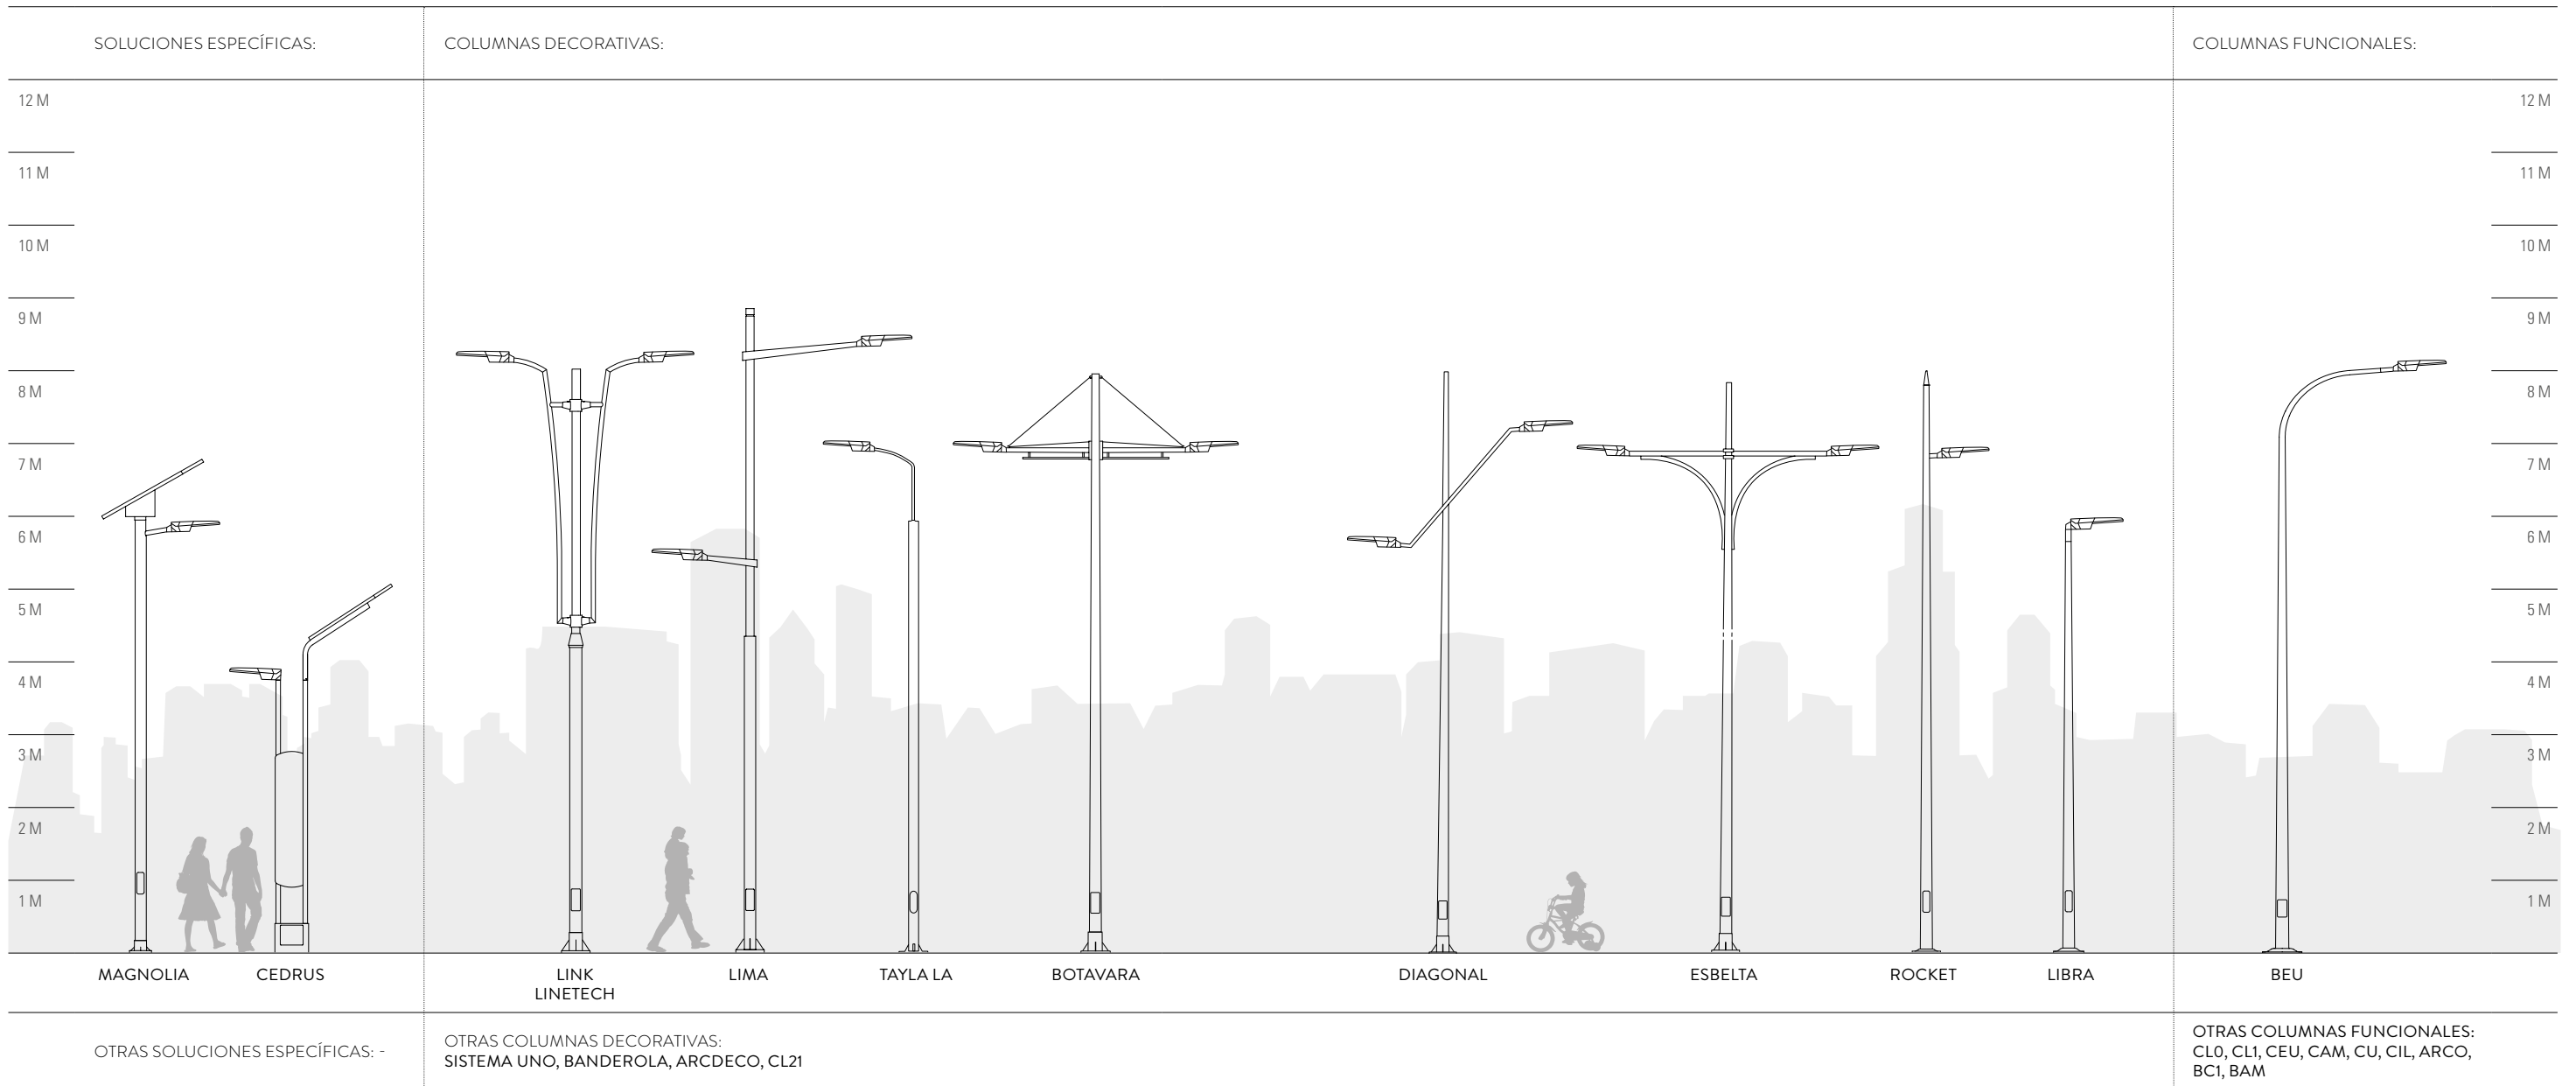 SOLUCIONES ESPECÍFICAS:
COLUMNAS DECORATIVAS:
COLUMNAS FUNCIONALES:
12 M
12 M
11 M
11 M
10 M
10 M
9 M
9 M
8 M
8 M
7 M
7 M
6 M
6 M
5 M
5 M
4 M
4 M
3 M
3 M
2 M
2 M
1 M
1 M
MAGNOLIA
CEDRUS
LINK
LINETECH
LIMA
TAYLA LA
BOTAVARA
DIAGONAL
ESBELTA
ROCKET
LIBRA
BEU
OTRAS SOLUCIONES ESPECÍFICAS: -
OTRAS COLUMNAS DECORATIVAS:
SISTEMA UNO, BANDEROLA, ARCDECO, CL21
OTRAS COLUMNAS FUNCIONALES:
CL0, CL1, CEU, CAM, CU, CIL, ARCO,
BC1, BAM